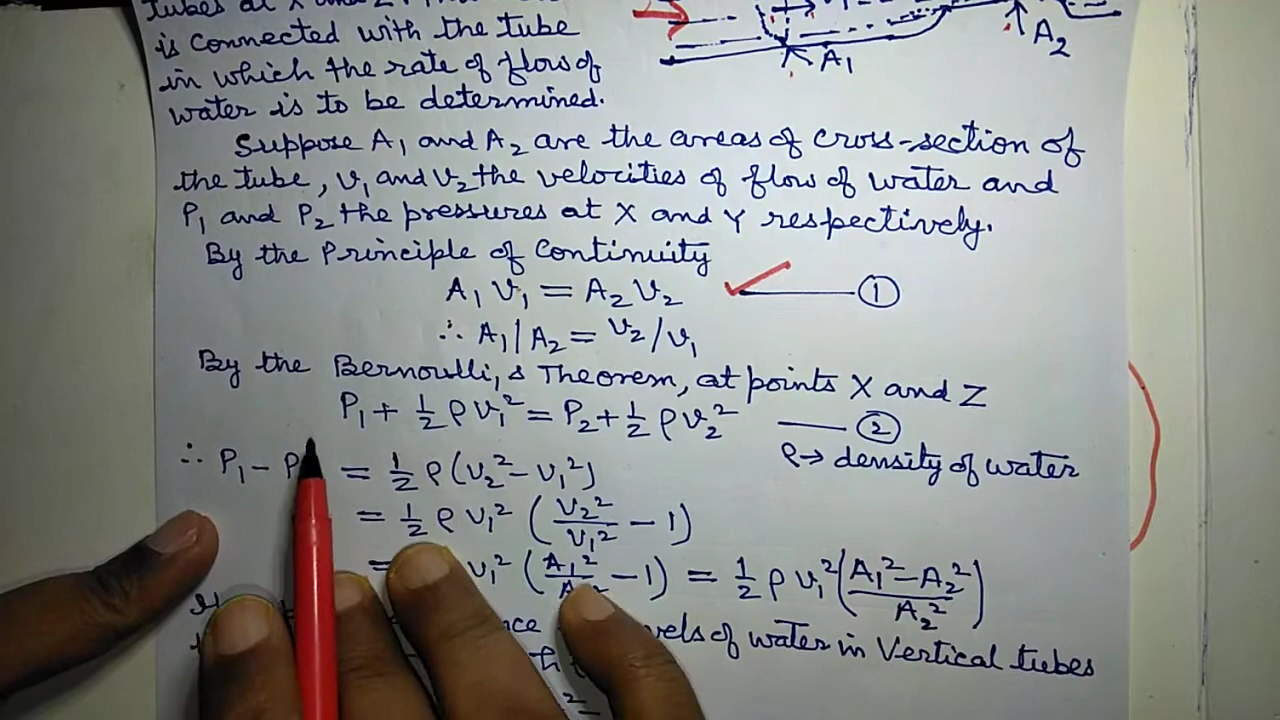 is connected with the tube
in which the rate of flow of
water is to be determined.
A1
A2
Suppose A1 and A2 are the areas of cross-section of
the tube, v1 and v2 the velocities of flow of water and
P1 and P2 the pressures at X and Y respectively.
By the Principle of Continuity
A1 v1 = A2 v2 —— ①
∴ A1/A2 = v2/v1
By the Bernoulli,s Theorem, at points X and Z
P1 + ½ ρv1² = P2 + ½ ρv2² —— ②
ρ→ density of water
∴ P1 - P = ½ ρ(v2² - v1²)
= ½ ρ v1² (v2²/v1² - 1)
= v1² (A1²/A - 1) = ½ ρ v1² (A1² - A2² / A2²)
of water in Vertical tubes